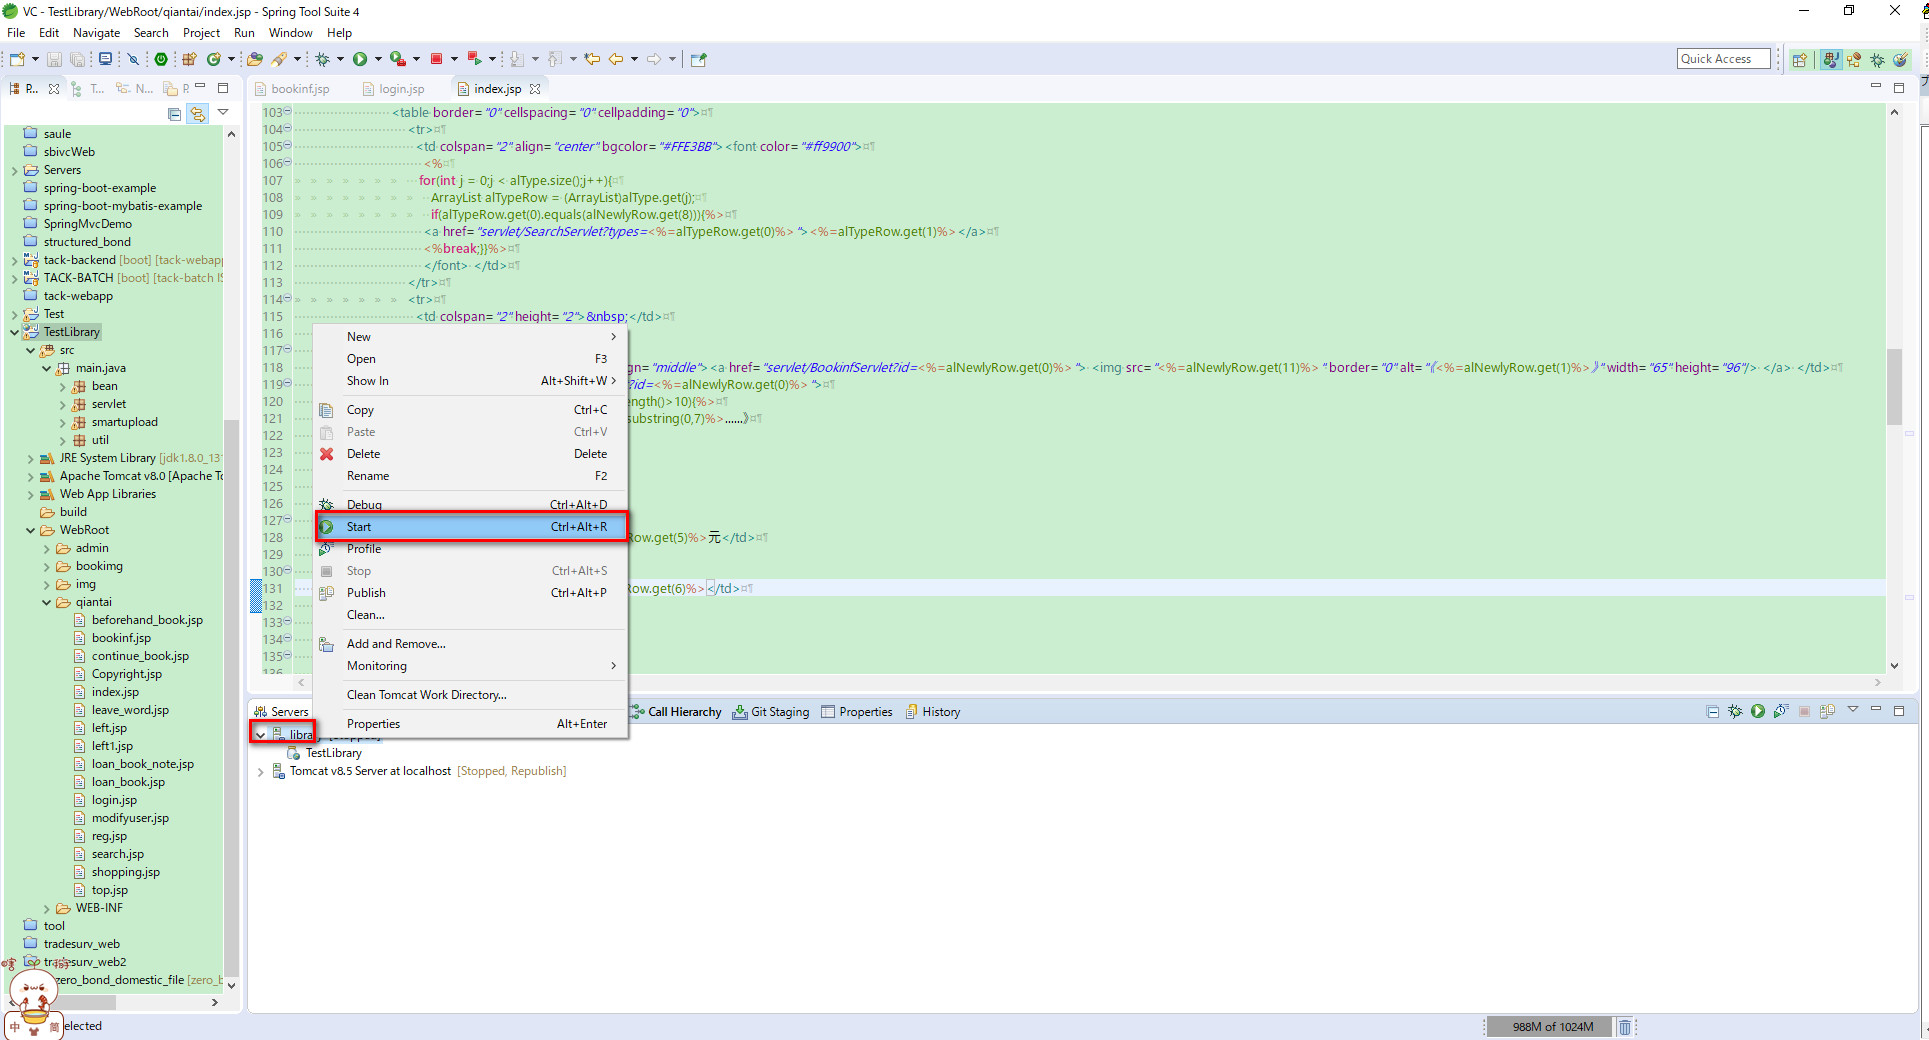 VC - TestLibrary/WebRoot/qiantai/index.jsp - Spring Tool Suite 4
File Edit Navigate Search Project Run Window Help
Quick Access
P... T... N... P.
bookinf.jsp login.jsp index.jsp
saule
sbivcWeb
Servers
spring-boot-example
spring-boot-mybatis-example
SpringMvcDemo
structured_bond
tack-backend [boot] [tack-webapp
TACK-BATCH [boot] [tack-batch
tack-webapp
Test
TestLibrary
src
main.java
bean
servlet
smartupload
util
JRE System Library [jdk1.8.0_131
Apache Tomcat v8.0 [Apache To
Web App Libraries
build
WebRoot
admin
bookimg
img
qiantai
beforehand_book.jsp
bookinf.jsp
continue_book.jsp
Copyright.jsp
index.jsp
leave_word.jsp
left.jsp
left1.jsp
loan_book_note.jsp
loan_book.jsp
login.jsp
modifyuser.jsp
reg.jsp
search.jsp
shopping.jsp
top.jsp
WEB-INF
tool
tradesurv_web
tradesurv_web2
zero_bond_domestic_file [zero_b
103 <table border="0" cellspacing="0" cellpadding="0">
104 <tr>
105 <td colspan="2" align="center" bgcolor="#FFE3BB"><font color="#ff9900">
106 <%
107 for(int j = 0;j < alType.size();j++){
108 ArrayList alTypeRow = (ArrayList)alType.get(j);
109 if(alTypeRow.get(0).equals(alNewlyRow.get(8))){%>
110 <a href="servlet/SearchServlet?types=<%=alTypeRow.get(0)%> "><%=alTypeRow.get(1)%></a>
111 <%break;}}%>
112 </font> </td>
113 </tr>
114 <tr>
115 <td colspan="2" height="2">&nbsp;</td>
116
117
118 gn="middle"><a href="servlet/BookinfServlet?id=<%=alNewlyRow.get(0)%> "> <img src="<%=alNewlyRow.get(11)%> " border="0" alt="《<%=alNewlyRow.get(1)%>》" width="65" height="96"/> </a> </td>
119 ?id=<%=alNewlyRow.get(0)%> ">
120 ength()>10){%>
121 substring(0,7)%>......》
122
123
124
125
126
127
128 Row.get(5)%>元</td>
129
130
131 Row.get(6)%></td>
132
133
134
135
136
New
Open F3
Show In Alt+Shift+W
Copy Ctrl+C
Paste Ctrl+V
Delete Delete
Rename F2
Debug Ctrl+Alt+D
Start Ctrl+Alt+R
Profile
Stop Ctrl+Alt+S
Publish Ctrl+Alt+P
Clean...
Add and Remove...
Monitoring
Clean Tomcat Work Directory...
Properties Alt+Enter
Servers Call Hierarchy Git Staging Properties History
library [Stopped]
TestLibrary
Tomcat v8.5 Server at localhost [Stopped, Republish]
中 简
elected
988M of 1024M